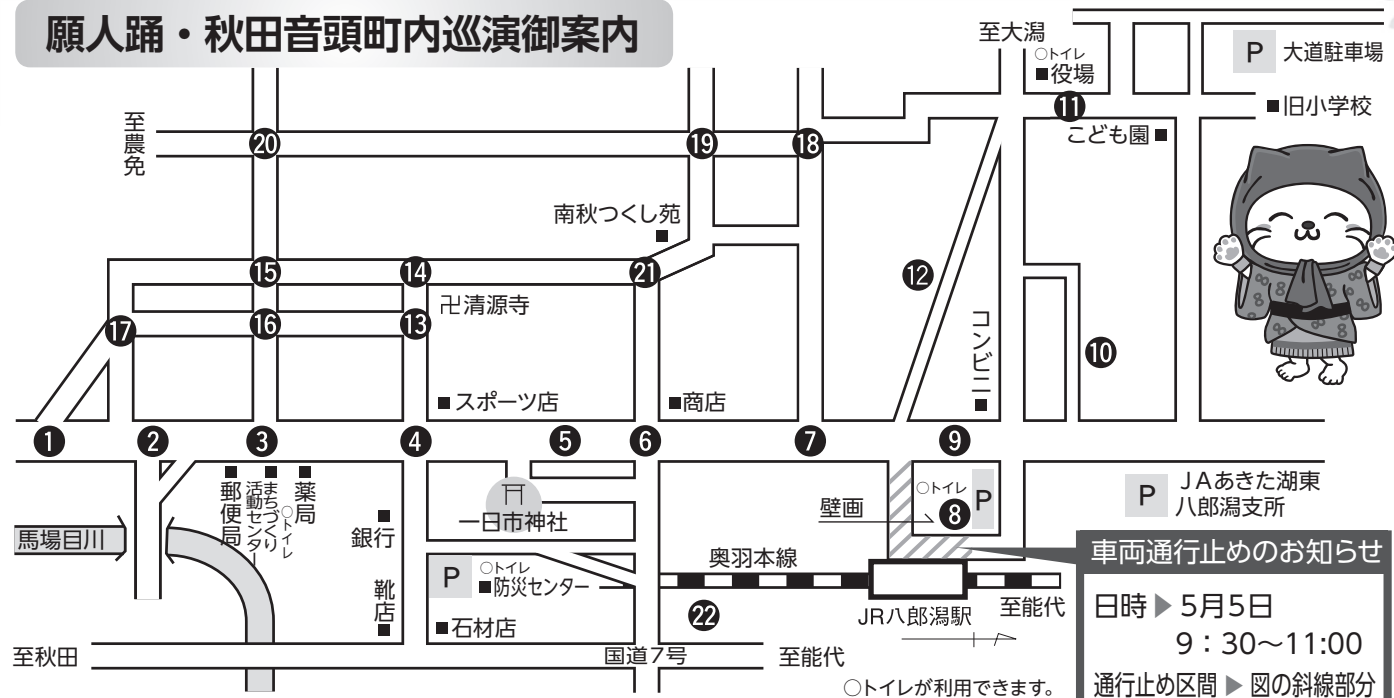 願人踊・秋田音頭町内巡演御案内
至大潟
○トイレ
■役場
P 大道駐車場
■旧小学校
⓫
こども園■
至農免
⓴
⓳
⓲
南秋つくし苑
■
⓯
⓮
㉑
⓬
卍清源寺
⓱
⓰
⓭
コンビニ
■
❿
■スポーツ店
■商店
❶
❷
❸
❹
❺
❻
❼
❾
■郵便局
■まちづくり活動センター
○トイレ
■薬局
■銀行
一日市神社
壁画
○トイレ
❽
P
P JAあきた湖東
八郎潟支所
馬場目川
靴店■
P ○トイレ
■防災センター
奥羽本線
■石材店
㉒
JR八郎潟駅
至能代
至秋田
国道7号
至能代
○トイレが利用できます。
車両通行止めのお知らせ
日時▶5月5日
9:30~11:00
通行止め区間▶図の斜線部分